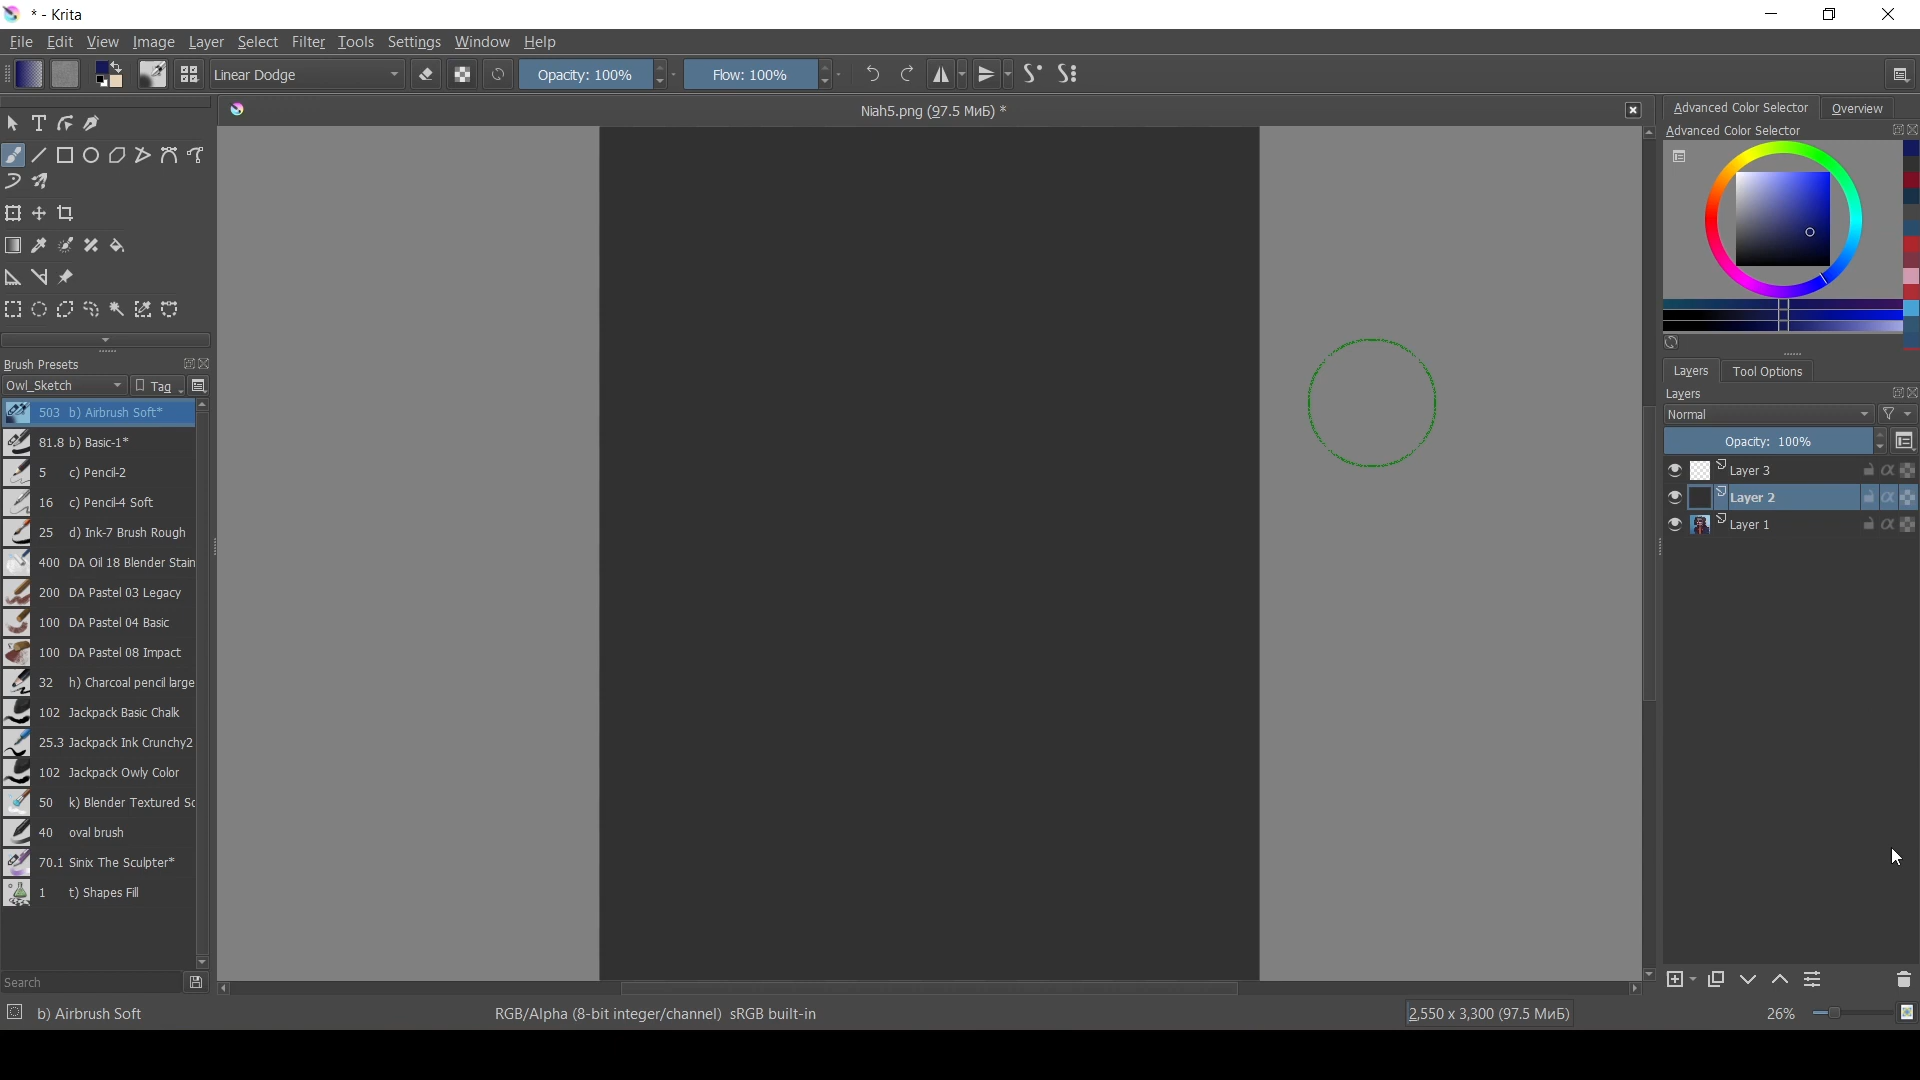 * - Krita
File Edit View Image Layer Select Filter Tools Settings Window Help
Linear Dodge
Opacity: 100%
Flow: 100%
Niah5.png (97.5 МиБ) *
Advanced Color Selector
Overview
Advanced Color Selector
Brush Presets
Owl_Sketch
Tag
503 b) Airbrush Soft*
81.8 b) Basic-1*
5 c) Pencil-2
16 c) Pencil-4 Soft
25 d) Ink-7 Brush Rough
400 DA Oil 18 Blender Stain
200 DA Pastel 03 Legacy
100 DA Pastel 04 Basic
100 DA Pastel 08 Impact
32 h) Charcoal pencil large
102 Jackpack Basic Chalk
25.3 Jackpack Ink Crunchy2
102 Jackpack Owly Color
50 k) Blender Textured So
40 oval brush
70.1 Sinix The Sculpter*
1 t) Shapes Fill
Search
Layers
Tool Options
Layers
Normal
Opacity: 100%
Layer 3
Layer 2
Layer 1
b) Airbrush Soft
RGB/Alpha (8-bit integer/channel) sRGB built-in
2,550 x 3,300 (97.5 МиБ)
26%